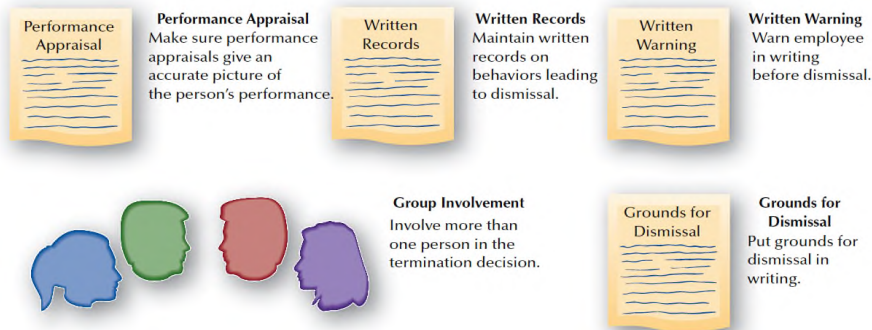 Performance
Appraisal
Performance Appraisal
Make sure performance
appraisals give an
accurate picture of
the person's performance.
Written
Records
Written Records
Maintain written
records on
behaviors leading
to dismissal.
Written
Warning
Written Warning
Warn employee
in writing
before dismissal.
Group Involvement
Involve more than
one person in the
termination decision.
Grounds for
Dismissal
Grounds for
Dismissal
Put grounds for
dismissal in
writing.